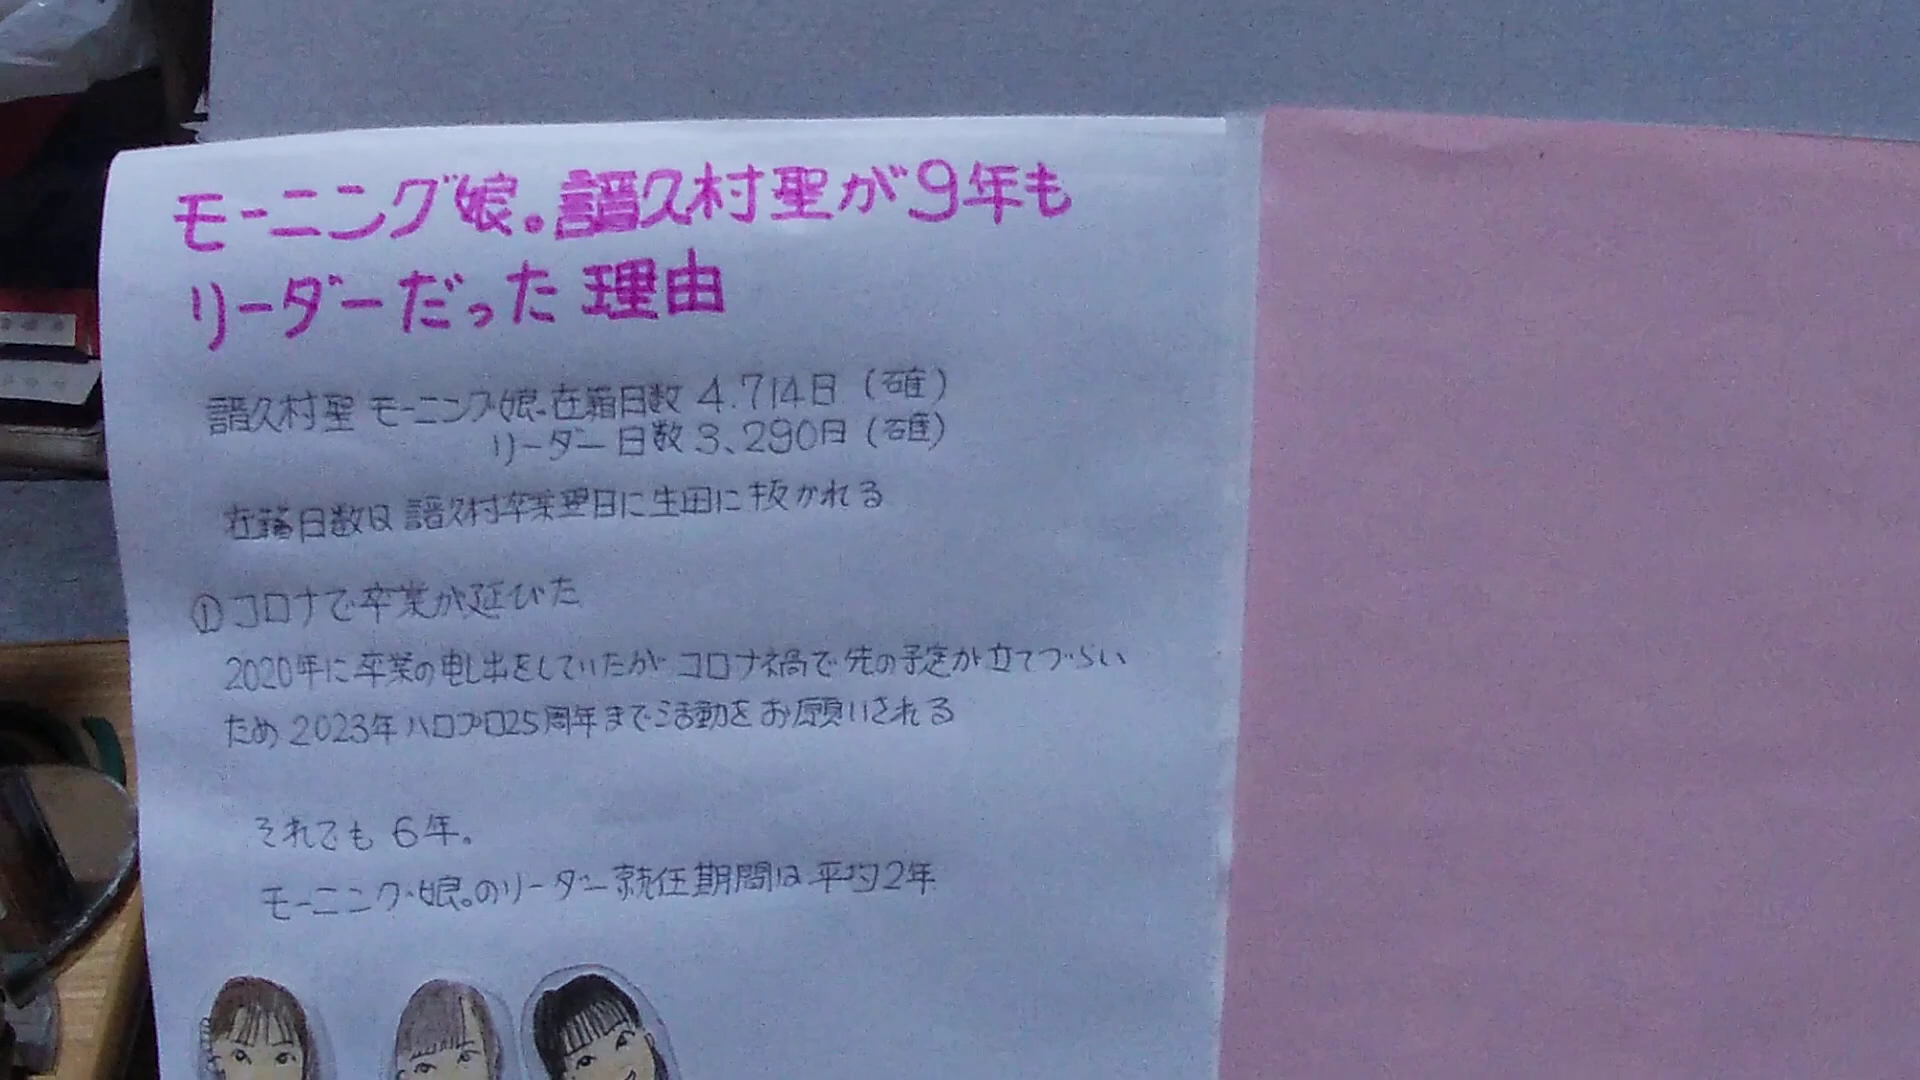 モーニング娘。譜久村聖が9年も
リーダーだった理由
譜久村聖 モーニング娘。在籍日数 4.714日 (確)
リーダー日数 3、290日 (確)
在籍日数は 譜久村卒業翌日に生田に抜かれる
①コロナで卒業が延びた
2020年に卒業の申し出をしていたが コロナ禍で先の予定が立てづらい
ため 2023年ハロプロ25周年まで活動をお願いされる
それでも 6年。
モーニング娘。のリーダー就任期間は平均2年